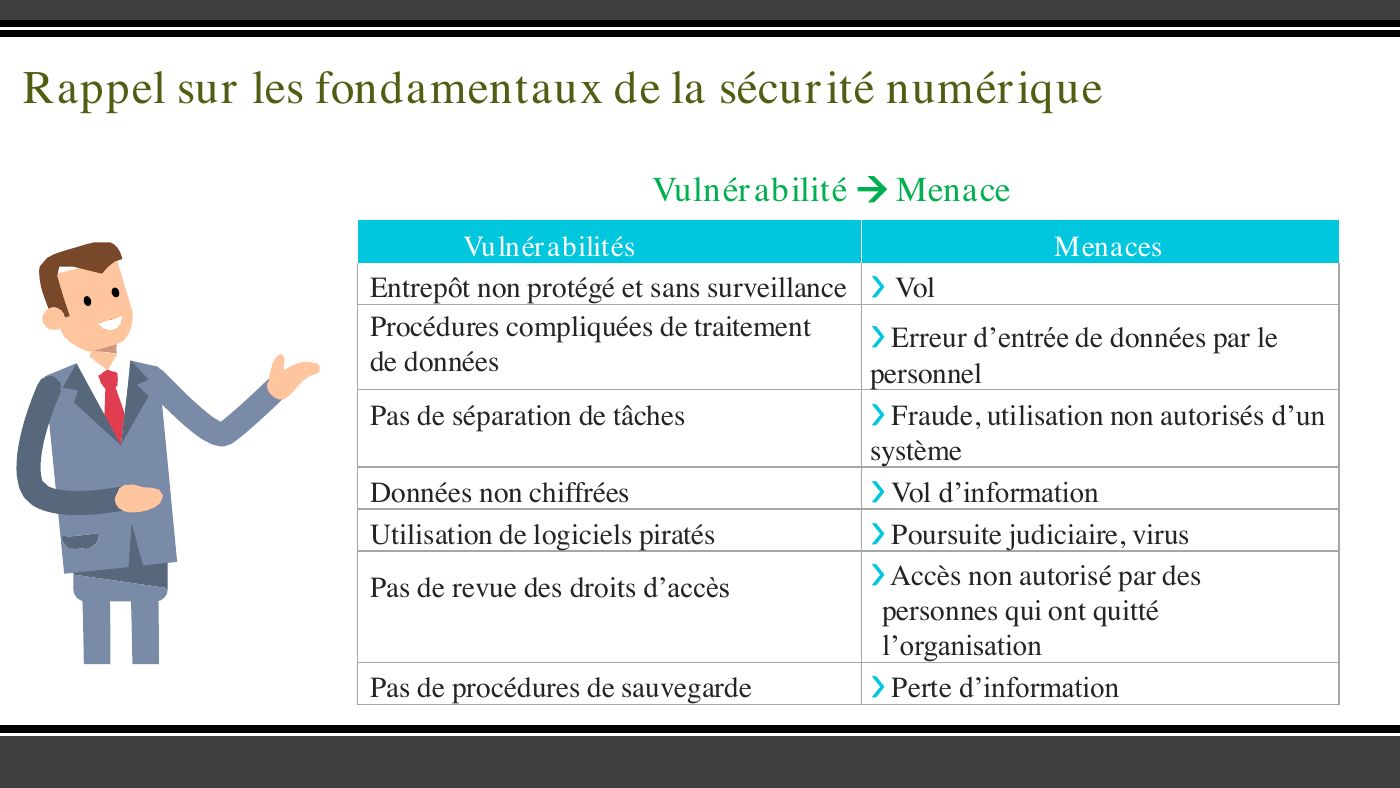 Rappel sur les fondamentaux de la sécurité numérique
Vulnérabilité → Menace
Vulnérabilités
Menaces
Entrepôt non protégé et sans surveillance
❯ Vol
Procédures compliquées de traitement
de données
❯ Erreur d’entrée de données par le
personnel
Pas de séparation de tâches
❯ Fraude, utilisation non autorisés d’un
système
Données non chiffrées
❯ Vol d’information
Utilisation de logiciels piratés
❯ Poursuite judiciaire, virus
Pas de revue des droits d’accès
❯ Accès non autorisé par des
personnes qui ont quitté
l’organisation
Pas de procédures de sauvegarde
❯ Perte d’information